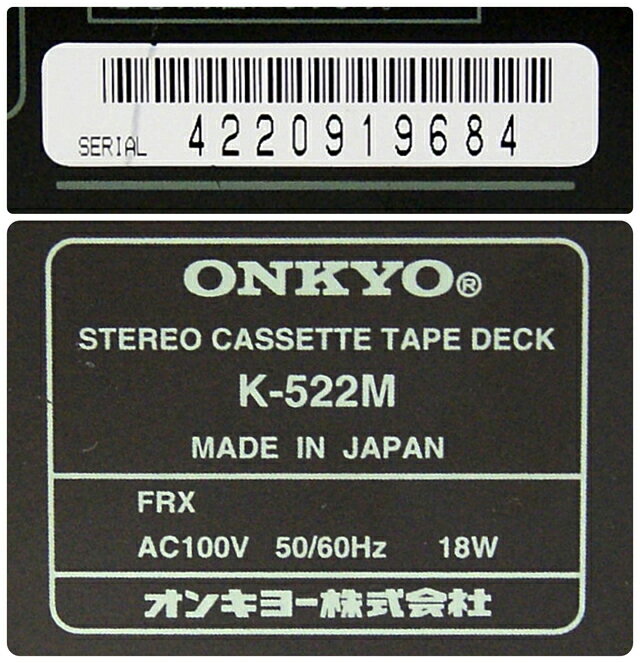 SERIAL 4220919684
ONKYO®
STEREO CASSETTE TAPE DECK
K-522M
MADE IN JAPAN
FRX
AC100V 50/60Hz 18W
オンキヨー株式会社